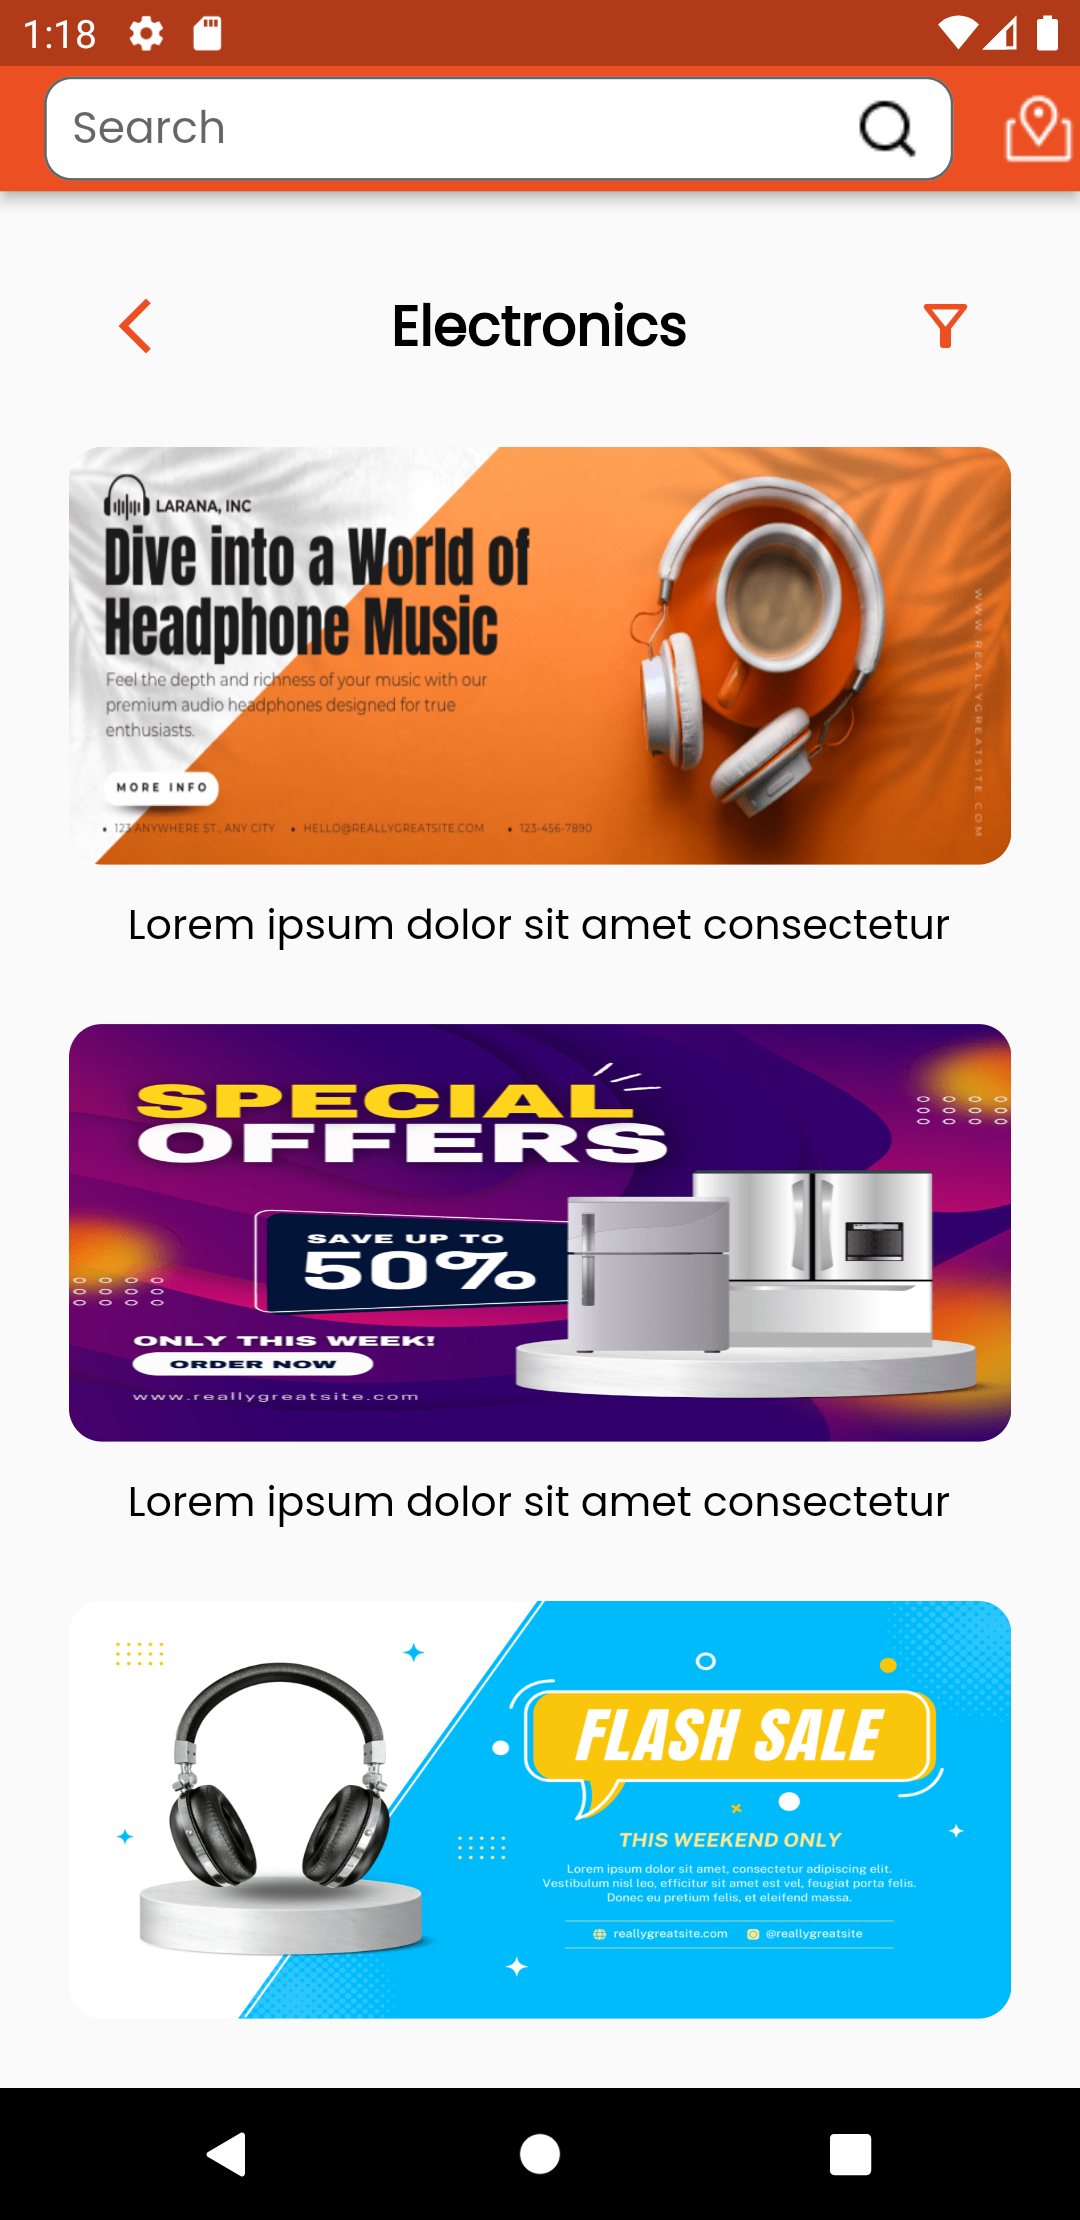 1:18
Search
Electronics
LARANA, INC
Dive into a World of
Headphone Music
Feel the depth and richness of your music with our
premium audio headphones designed for true
enthusiasts.
MORE INFO
• 123 ANYWHERE ST., ANY CITY • HELLO@REALLYGREATSITE.COM • 123-456-7890
WWW.REALLYGREATSITE.COM
Lorem ipsum dolor sit amet consectetur
SPECIAL
OFFERS
SAVE UP TO
50%
ONLY THIS WEEK!
ORDER NOW
www.reallygreatsite.com
Lorem ipsum dolor sit amet consectetur
FLASH SALE
THIS WEEKEND ONLY
Lorem ipsum dolor sit amet, consectetur adipiscing elit.
Vestibulum nisl leo, efficitur sit amet est vel, feugiat porta felis.
Donec eu pretium felis, et eleifend massa.
reallygreatsite.com @reallygreatsite